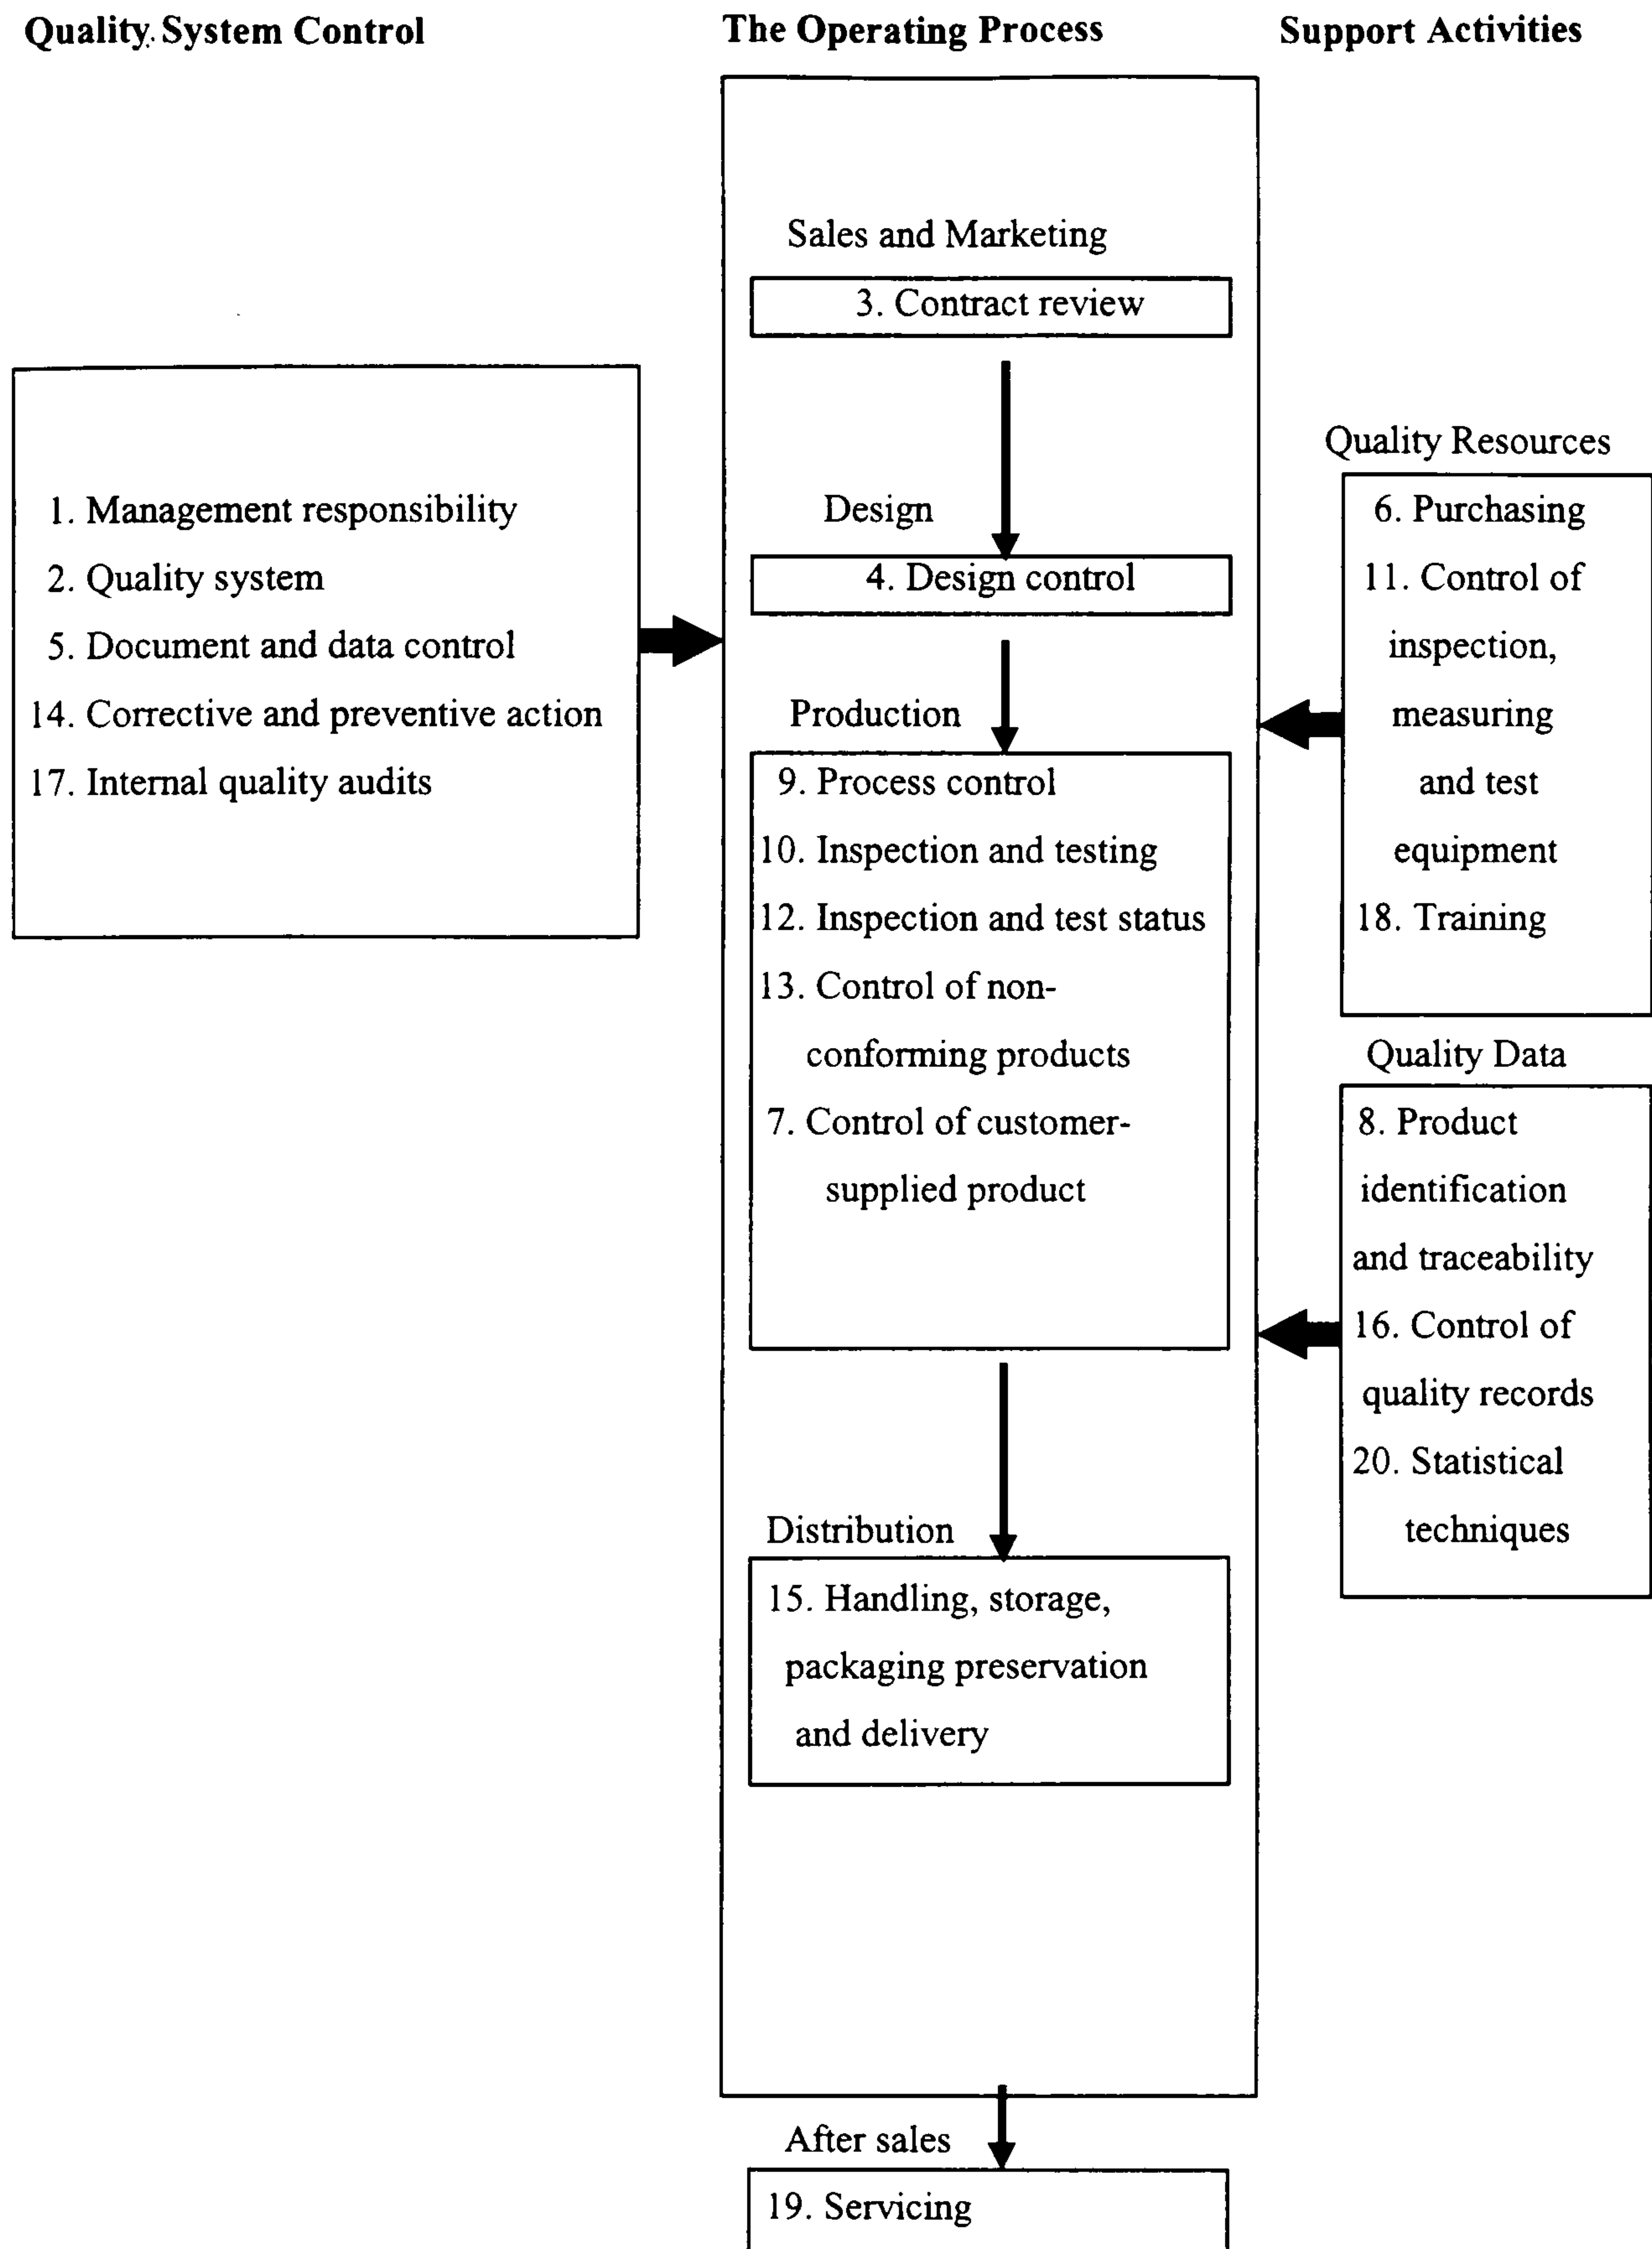 Quality System Control
The Operating Process
Support Activities
1. Management responsibility
2. Quality system
5. Document and data control
14. Corrective and preventive action
17. Internal quality audits
Sales and Marketing
3. Contract review
Design
4. Design control
Production
9. Process control
10. Inspection and testing
12. Inspection and test status
13. Control of non-
conforming products
7. Control of customer-
supplied product
Distribution
15. Handling, storage,
packaging preservation
and delivery
After sales
19. Servicing
Quality Resources
6. Purchasing
11. Control of
inspection,
measuring
and test
equipment
18. Training
Quality Data
8. Product
identification
and traceability
16. Control of
quality records
20. Statistical
techniques